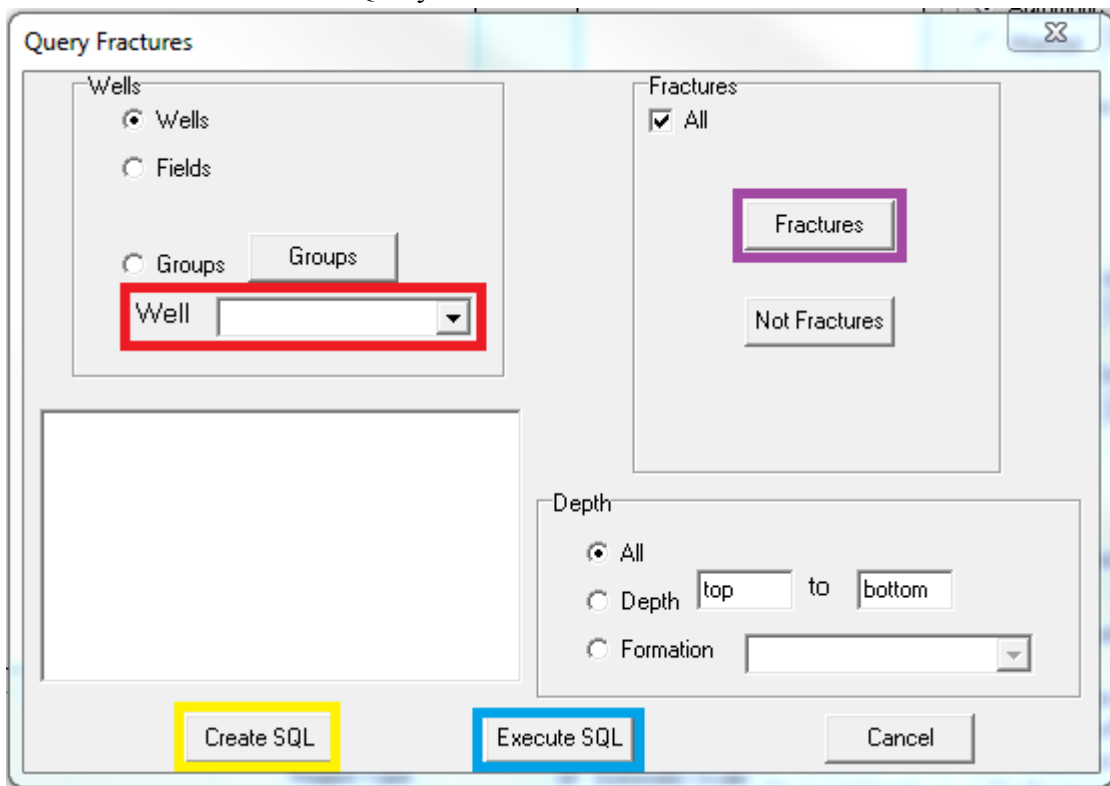 Query Fractures
Wells
Wells
Fields
Groups
Groups
Well
Fractures
All
Fractures
Not Fractures
Depth
All
Depth top to bottom
Formation
Create SQL
Execute SQL
Cancel